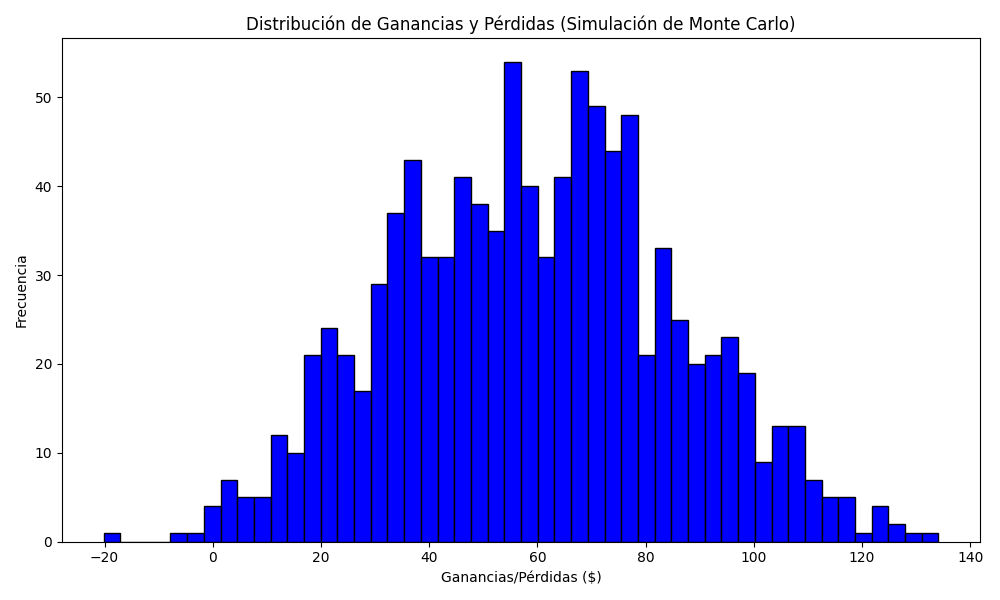 Distribución de Ganancias y Pérdidas (Simulación de Monte Carlo)
Frecuencia
50
40
30
20
10
0
−20 0 20 40 60 80 100 120 140
Ganancias/Pérdidas ($)